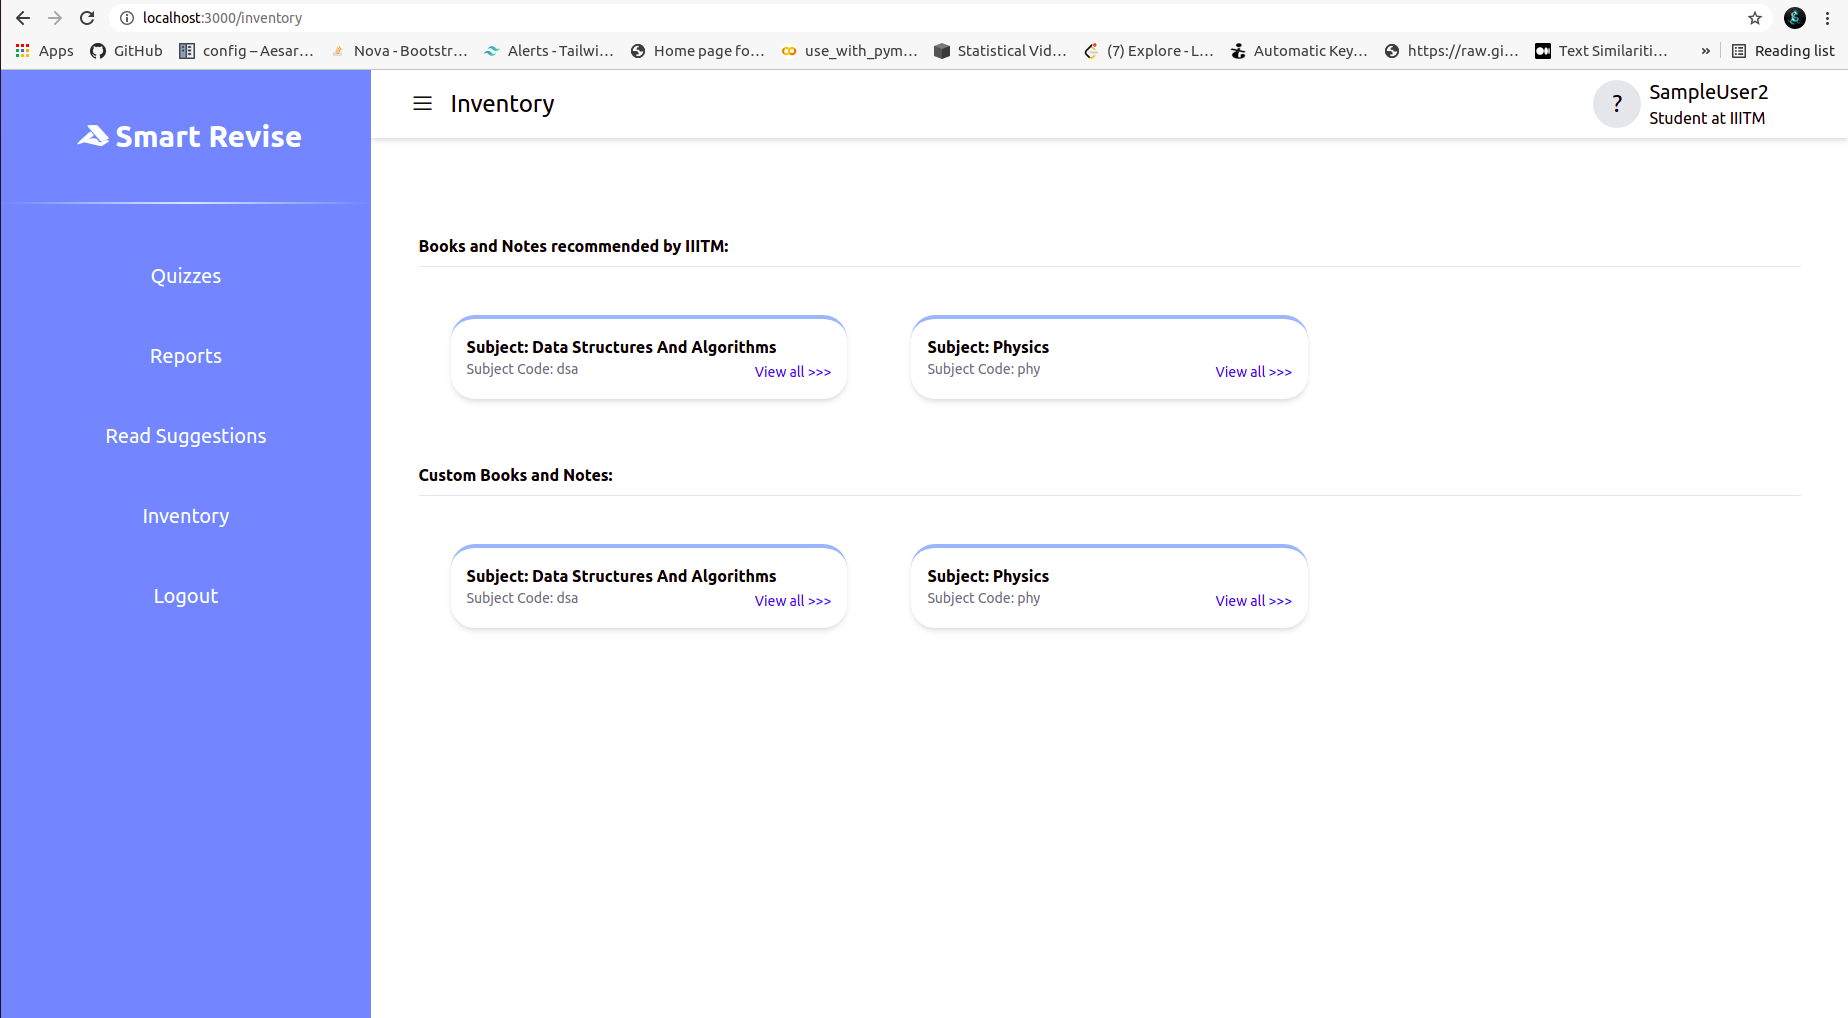 localhost:3000/inventory
Apps GitHub config – Aesar... Nova - Bootstr... Alerts - Tailwi... Home page fo... use_with_pym... Statistical Vid... (7) Explore - L... Automatic Key... https://raw.gi... Text Similariti... » Reading list
Smart Revise
Quizzes
Reports
Read Suggestions
Inventory
Logout
Inventory
?
SampleUser2
Student at IIITM
Books and Notes recommended by IIITM:
Subject: Data Structures And Algorithms
Subject Code: dsa
View all >>>
Subject: Physics
Subject Code: phy
View all >>>
Custom Books and Notes:
Subject: Data Structures And Algorithms
Subject Code: dsa
View all >>>
Subject: Physics
Subject Code: phy
View all >>>